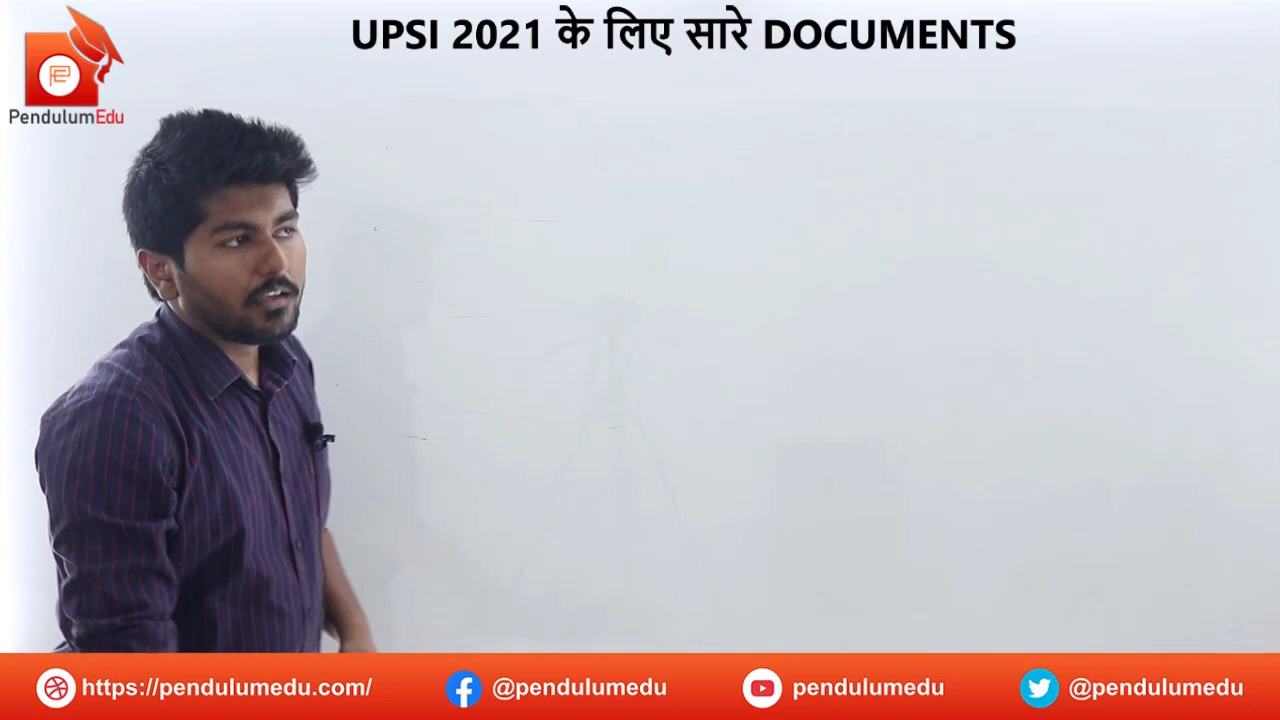 UPSI 2021 के लिए सारे DOCUMENTS
PendulumEdu
https://pendulumedu.com/
@pendulumedu
pendulumedu
@pendulumedu